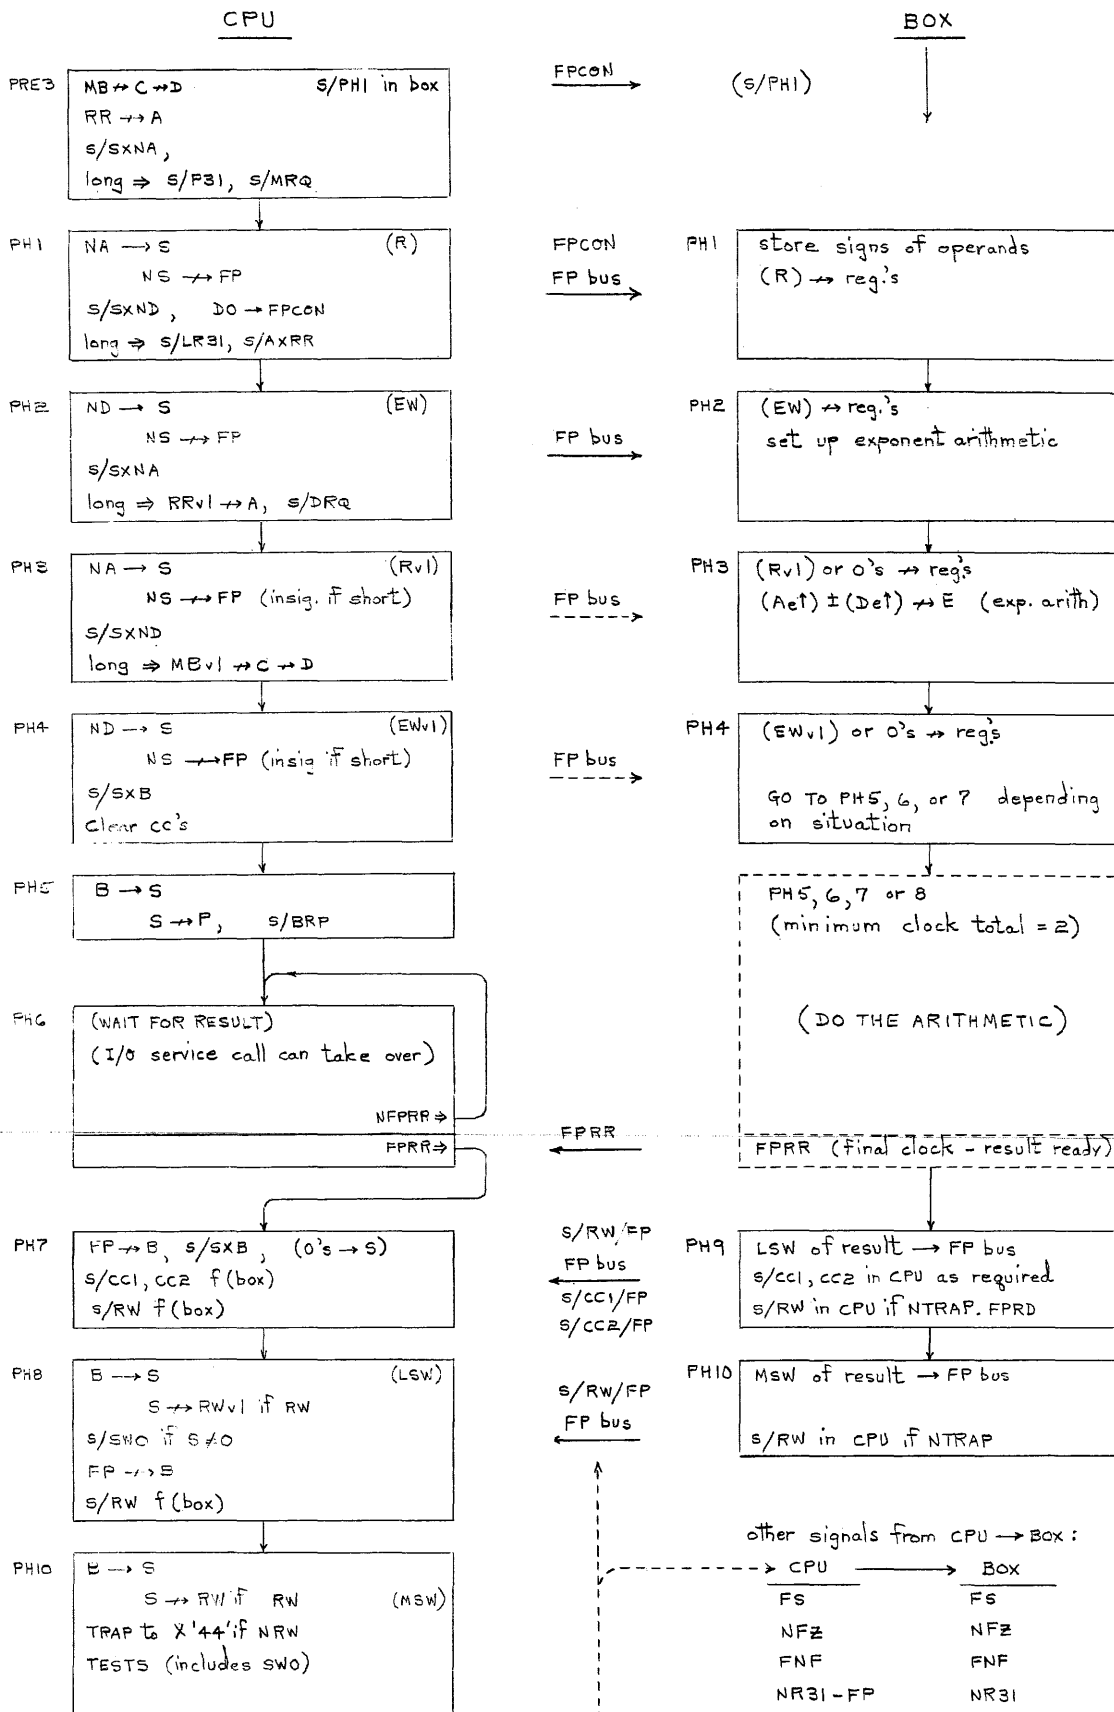 CPU
BOX
PRE3
MB ↛ C ↛ D
S/PH1 in box
RR ↛ A
S/SXNA,
long ⇒ S/P31, S/MRQ
FPCON
(S/PH1)
PH1
NA → S
(R)
NS ↛ FP
S/SXND, DO → FPCON
long ⇒ S/LR31, S/AXRR
FPCON
FP bus
PH1
store signs of operands
(R) ↛ reg.'s
PH2
ND → S
(EW)
NS ↛ FP
S/SXNA
long ⇒ RRv1 ↛ A, S/DRQ
FP bus
PH2
(EW) ↛ reg.'s
set up exponent arithmetic
PH3
NA → S
(Rv1)
NS ↛ FP (insig. if short)
S/SXND
long ⇒ MBv1 ↛ C ↛ D
FP bus
PH3
(Rv1) or O's ↛ reg's
(Ae↑) ± (De↑) ↛ E (exp. arith)
PH4
ND → S
(EWv1)
NS ↛ FP (insig if short)
S/SXB
Clear CC's
FP bus
PH4
(EWv1) or O's ↛ reg's
GO TO PH5, 6, or 7 depending
on situation
PH5
B → S
S ↛ P, S/BRP
PH5, 6, 7 or 8
(minimum clock total = 2)
(DO THE ARITHMETIC)
PH6
(WAIT FOR RESULT)
(I/O service call can take over)
NFPRR ⇒
FPRR ⇒
FPRR
FPRR (final clock - result ready)
PH7
FP ↛ B, S/SXB, (O's → S)
S/CC1, CC2 f(box)
S/RW f(box)
S/RW/FP
FP bus
S/CC1/FP
S/CC2/FP
PH9
LSW of result → FP bus
S/CC1, CC2 in CPU as required
S/RW in CPU if NTRAP.FPRD
PH8
B → S
(LSW)
S ↛ RWv1 if RW
S/SWO if S≠0
FP ↛ B
S/RW f(box)
S/RW/FP
FP bus
PH10
MSW of result → FP bus
S/RW in CPU if NTRAP
PH10
B → S
S ↛ RW if RW
(MSW)
TRAP to X'44' if NRW
TESTS (includes SWO)
other signals from CPU → BOX:
CPU
BOX
FS
FS
NFZ
NFZ
FNF
FNF
NR31-FP
NR31